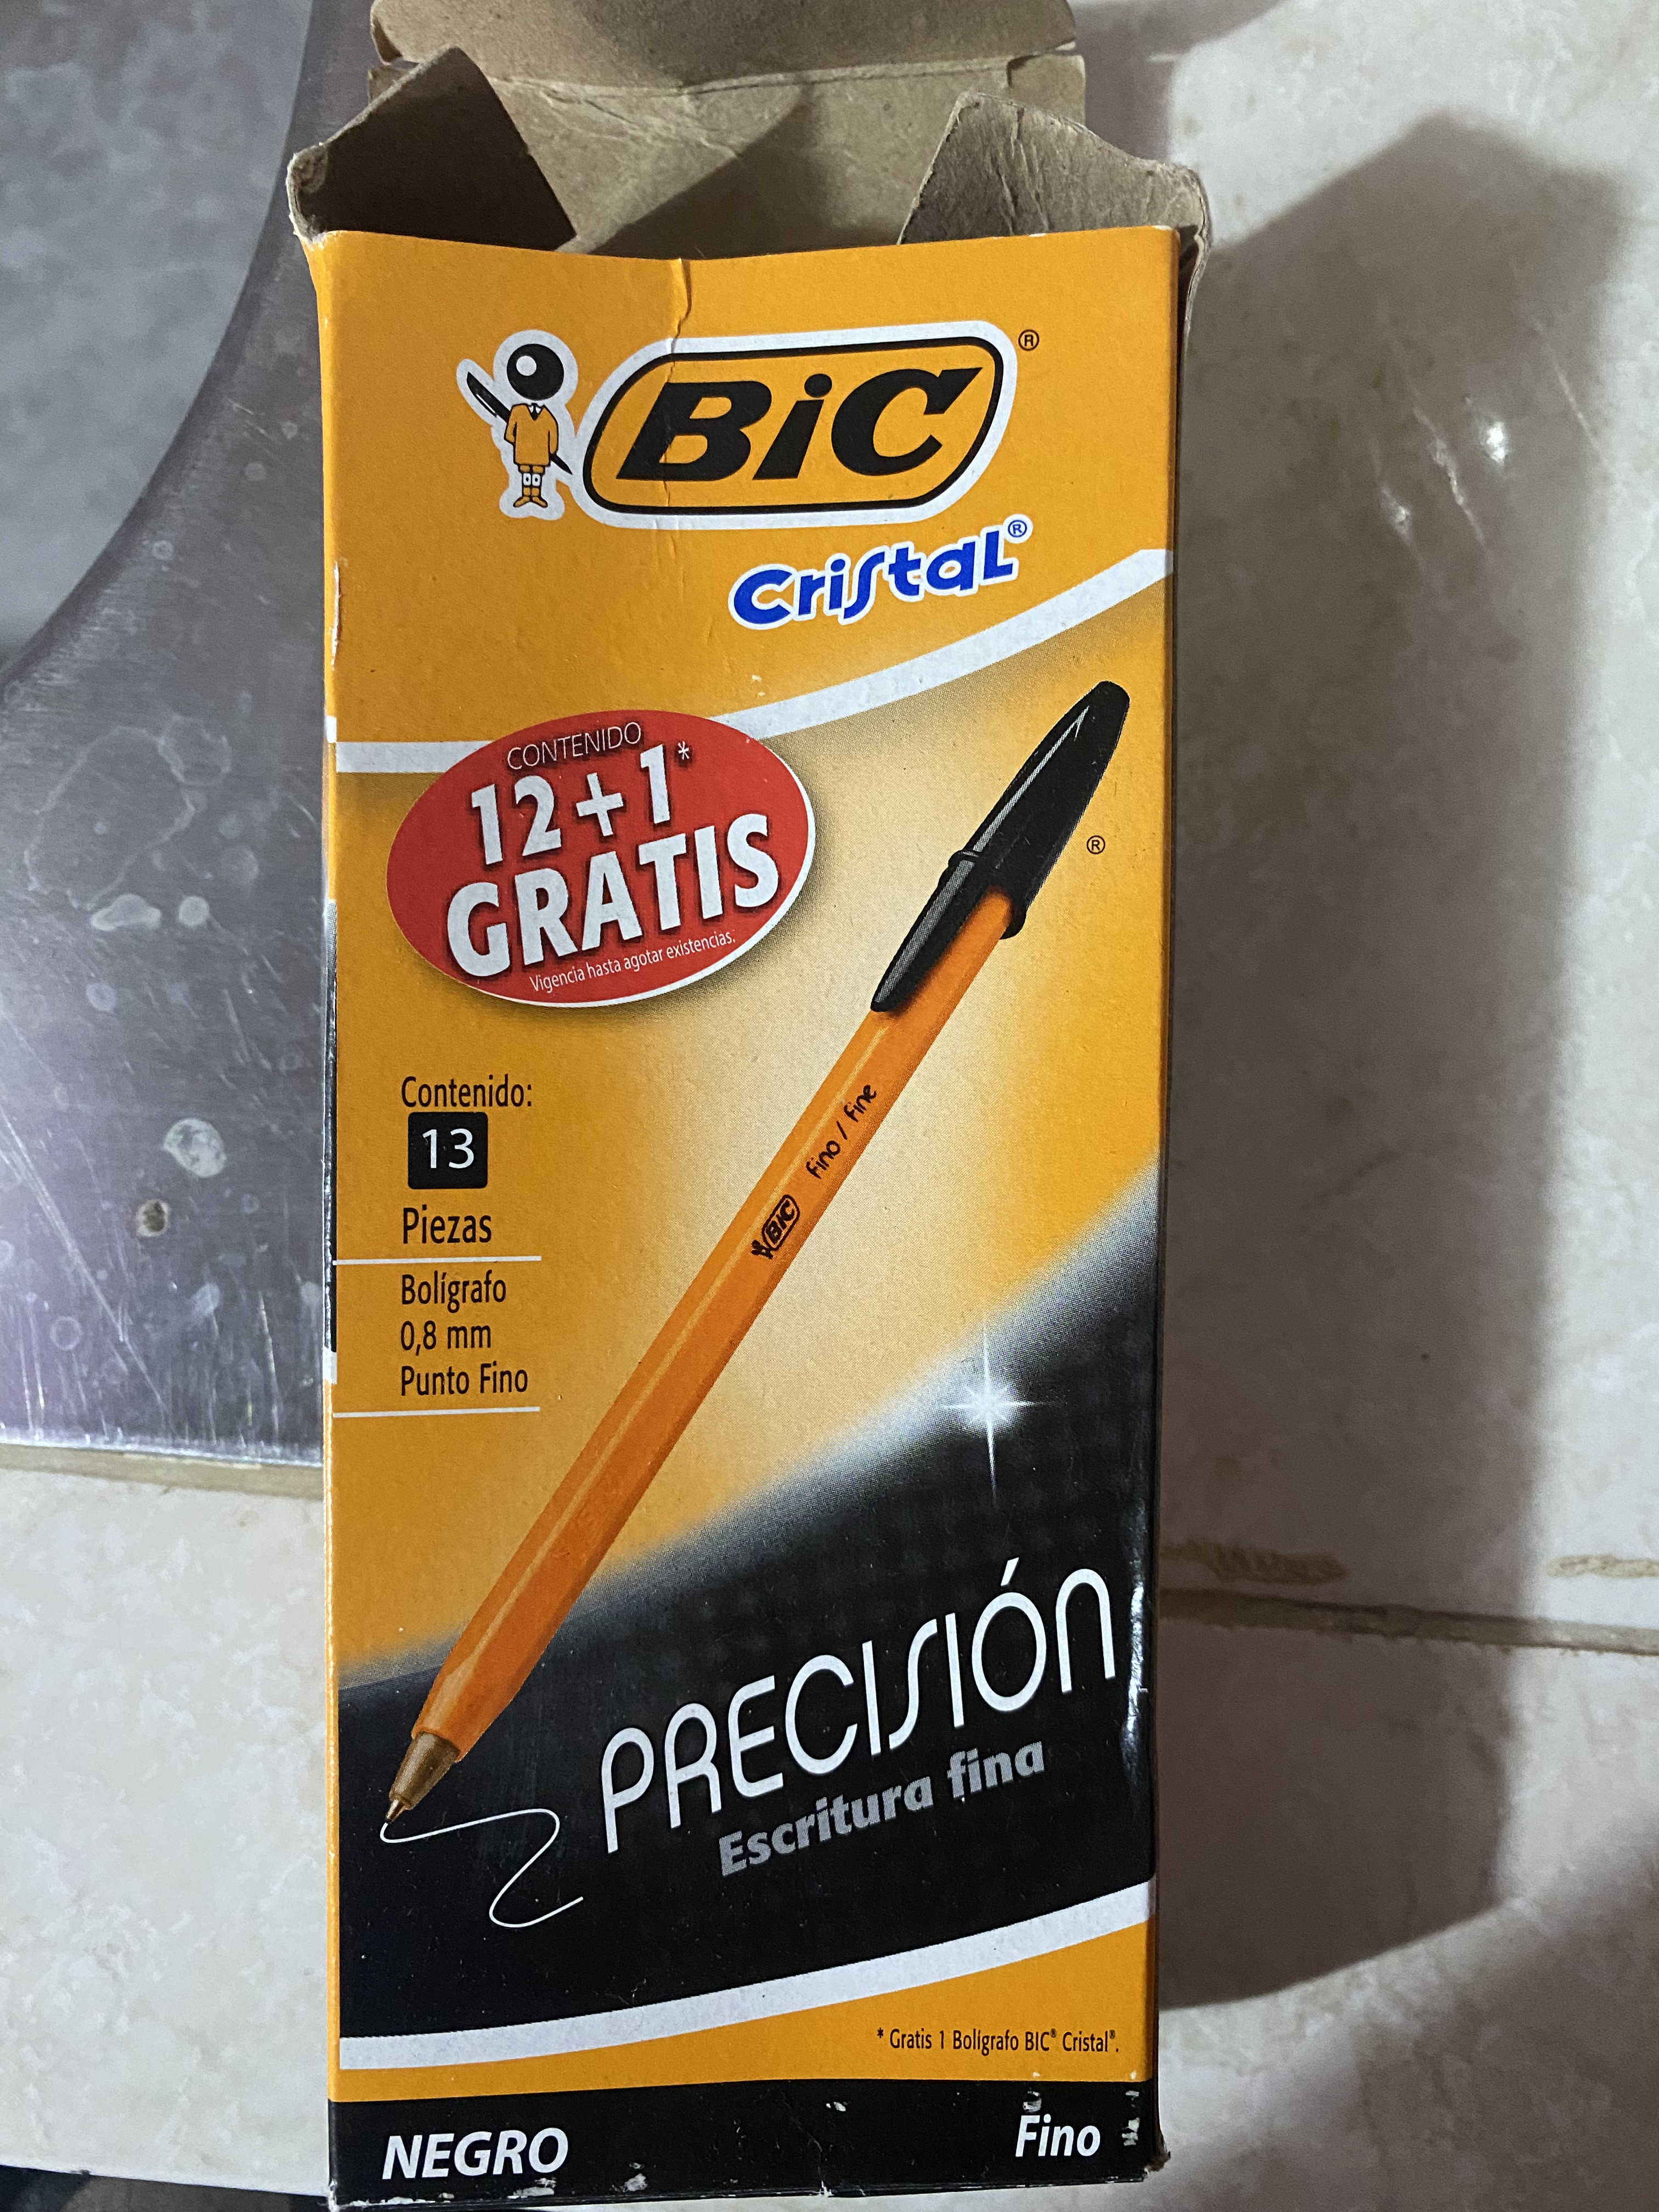 BiC®
Cristal®
CONTENIDO
12+1*
GRATIS
Vigencia hasta agotar existencias.
®
Contenido:
13
Piezas
Bolígrafo
0,8 mm
Punto Fino
BIC fino / fine
PRECISIÓN
Escritura fina
* Gratis 1 Bolígrafo BIC® Cristal®.
NEGRO Fino